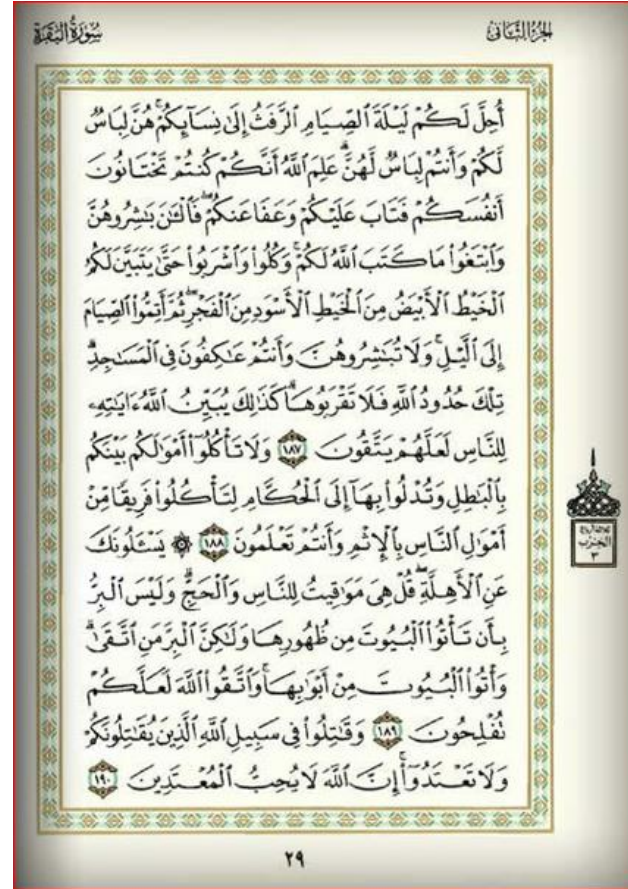 الجزء الثاني
سورة البقرة
أُحِلَّ لَكُمْ لَيْلَةَ ٱلصِّيَامِ ٱلرَّفَثُ إِلَىٰ نِسَآئِكُمْ ۚ هُنَّ لِبَاسٌ
لَّكُمْ وَأَنتُمْ لِبَاسٌ لَّهُنَّ ۗ عَلِمَ ٱللَّهُ أَنَّكُمْ كُنتُمْ تَخْتَانُونَ
أَنفُسَكُمْ فَتَابَ عَلَيْكُمْ وَعَفَا عَنكُمْ ۖ فَٱلْـَٰٔنَ بَـٰشِرُوهُنَّ
وَٱبْتَغُوا۟ مَا كَتَبَ ٱللَّهُ لَكُمْ ۚ وَكُلُوا۟ وَٱشْرَبُوا۟ حَتَّىٰ يَتَبَيَّنَ لَكُمُ
ٱلْخَيْطُ ٱلْأَبْيَضُ مِنَ ٱلْخَيْطِ ٱلْأَسْوَدِ مِنَ ٱلْفَجْرِ ۖ ثُمَّ أَتِمُّوا۟ ٱلصِّيَامَ
إِلَى ٱلَّيْلِ ۚ وَلَا تُبَـٰشِرُوهُنَّ وَأَنتُمْ عَـٰكِفُونَ فِى ٱلْمَسَـٰجِدِ ۗ
تِلْكَ حُدُودُ ٱللَّهِ فَلَا تَقْرَبُوهَا ۗ كَذَٰلِكَ يُبَيِّنُ ٱللَّهُ ءَايَـٰتِهِۦ
لِلنَّاسِ لَعَلَّهُمْ يَتَّقُونَ ١٨٧ وَلَا تَأْكُلُوٓا۟ أَمْوَٰلَكُم بَيْنَكُم
بِٱلْبَـٰطِلِ وَتُدْلُوا۟ بِهَآ إِلَى ٱلْحُكَّامِ لِتَأْكُلُوا۟ فَرِيقًا مِّنْ
أَمْوَٰلِ ٱلنَّاسِ بِٱلْإِثْمِ وَأَنتُمْ تَعْلَمُونَ ١٨٨ ۞ يَسْـَٔلُونَكَ
عَنِ ٱلْأَهِلَّةِ ۖ قُلْ هِىَ مَوَٰقِيتُ لِلنَّاسِ وَٱلْحَجِّ ۗ وَلَيْسَ ٱلْبِرُّ
بِأَن تَأْتُوا۟ ٱلْبُيُوتَ مِن ظُهُورِهَا وَلَـٰكِنَّ ٱلْبِرَّ مَنِ ٱتَّقَىٰ ۗ
وَأْتُوا۟ ٱلْبُيُوتَ مِنْ أَبْوَٰبِهَا ۚ وَٱتَّقُوا۟ ٱللَّهَ لَعَلَّكُمْ
تُفْلِحُونَ ١٨٩ وَقَـٰتِلُوا۟ فِى سَبِيلِ ٱللَّهِ ٱلَّذِينَ يُقَـٰتِلُونَكُمْ
وَلَا تَعْتَدُوٓا۟ ۚ إِنَّ ٱللَّهَ لَا يُحِبُّ ٱلْمُعْتَدِينَ ١٩٠
الحزب
٣
٢٩